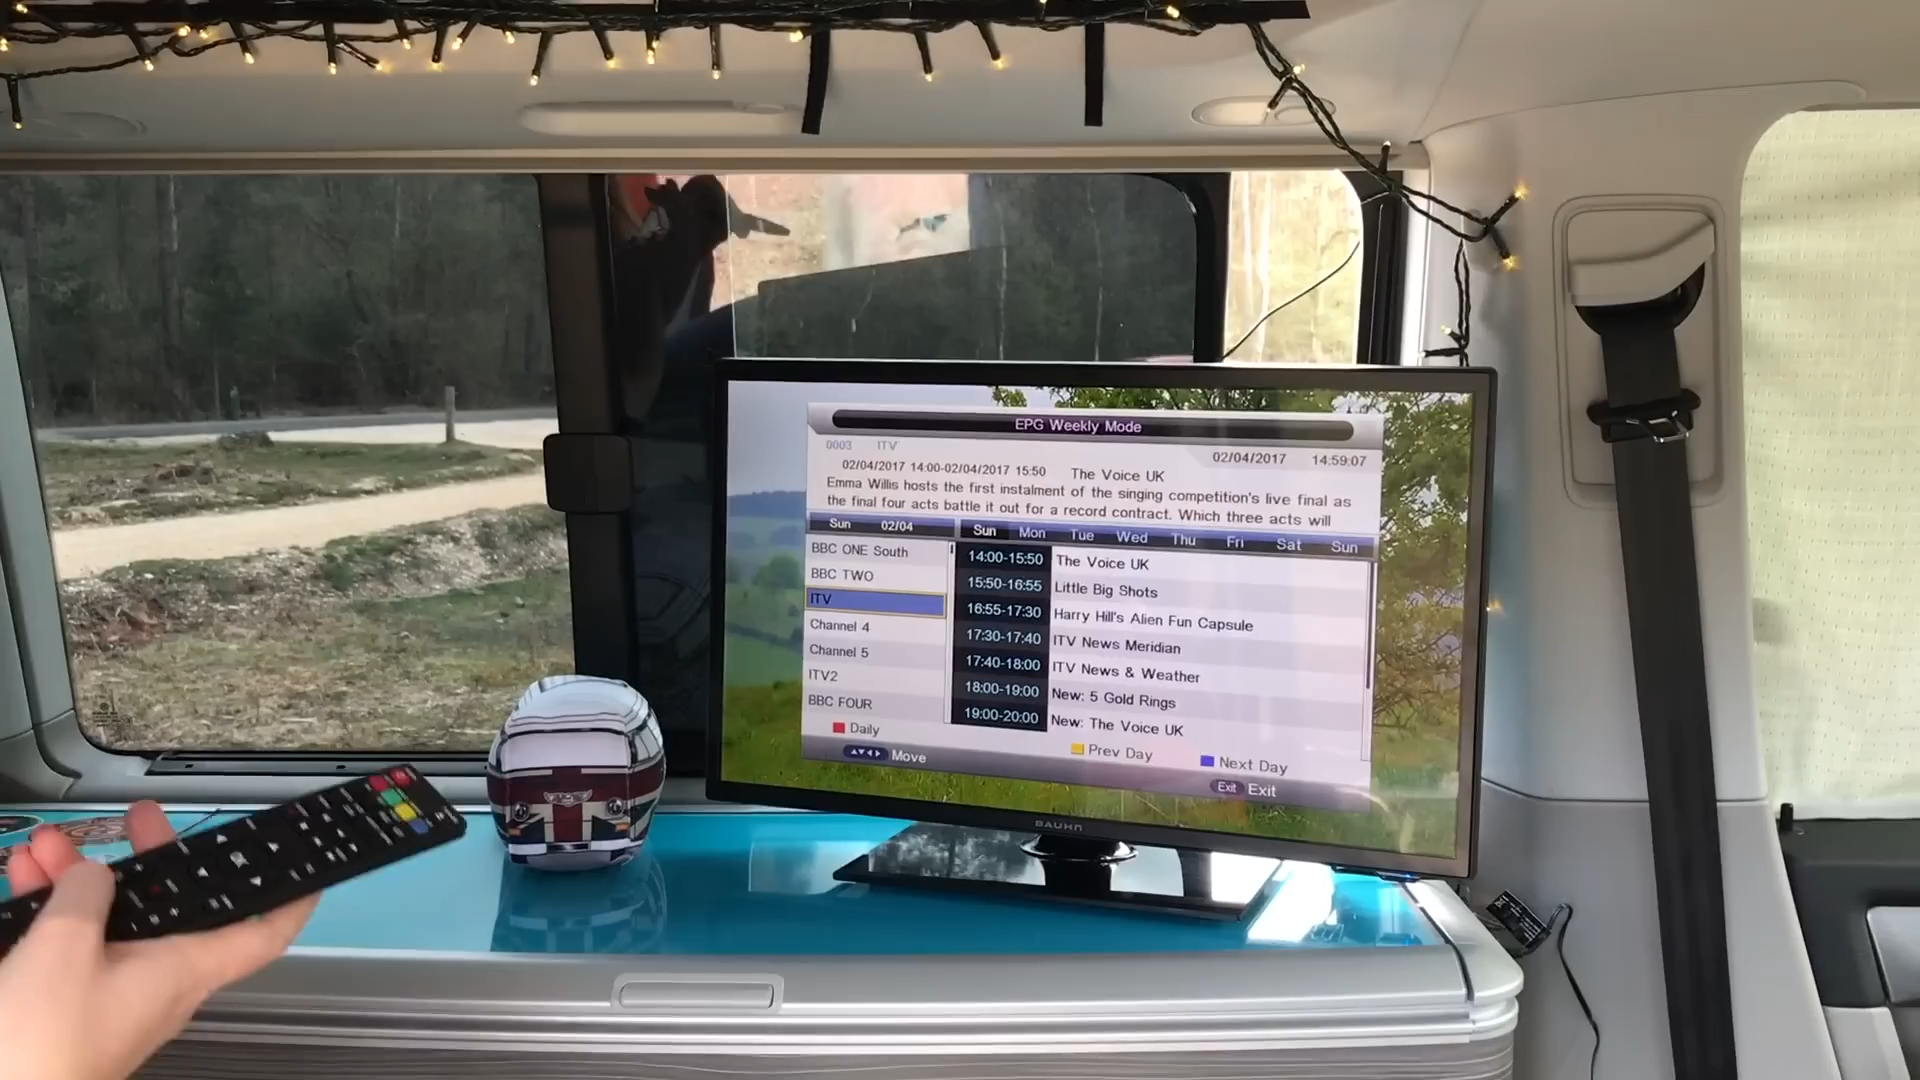 EPG Weekly Mode
0003 ITV
02/04/2017 14:59:07
02/04/2017 14:00-02/04/2017 15:50 The Voice UK
Emma Willis hosts the first instalment of the singing competition's live final as
the final four acts battle it out for a record contract. Which three acts will
Sun 02/04
Sun Mon Tue Wed Thu Fri Sat Sun
BBC ONE South
BBC TWO
ITV
Channel 4
Channel 5
ITV2
BBC FOUR
14:00-15:50 The Voice UK
15:50-16:55 Little Big Shots
16:55-17:30 Harry Hill's Alien Fun Capsule
17:30-17:40 ITV News Meridian
17:40-18:00 ITV News & Weather
18:00-19:00 New: 5 Gold Rings
19:00-20:00 New: The Voice UK
Daily
Prev Day
Next Day
Move
Exit Exit
BAUHN